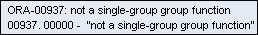 ORA-00937: not a single-group group function
00937. 00000 -  "not a single-group group function"